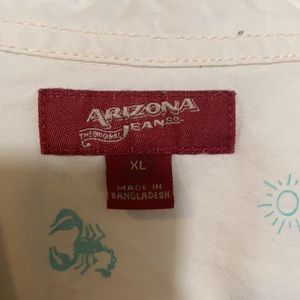 ARIZONA
THE ORIGINAL JEAN CO.
XL
MADE IN
BANGLADESH